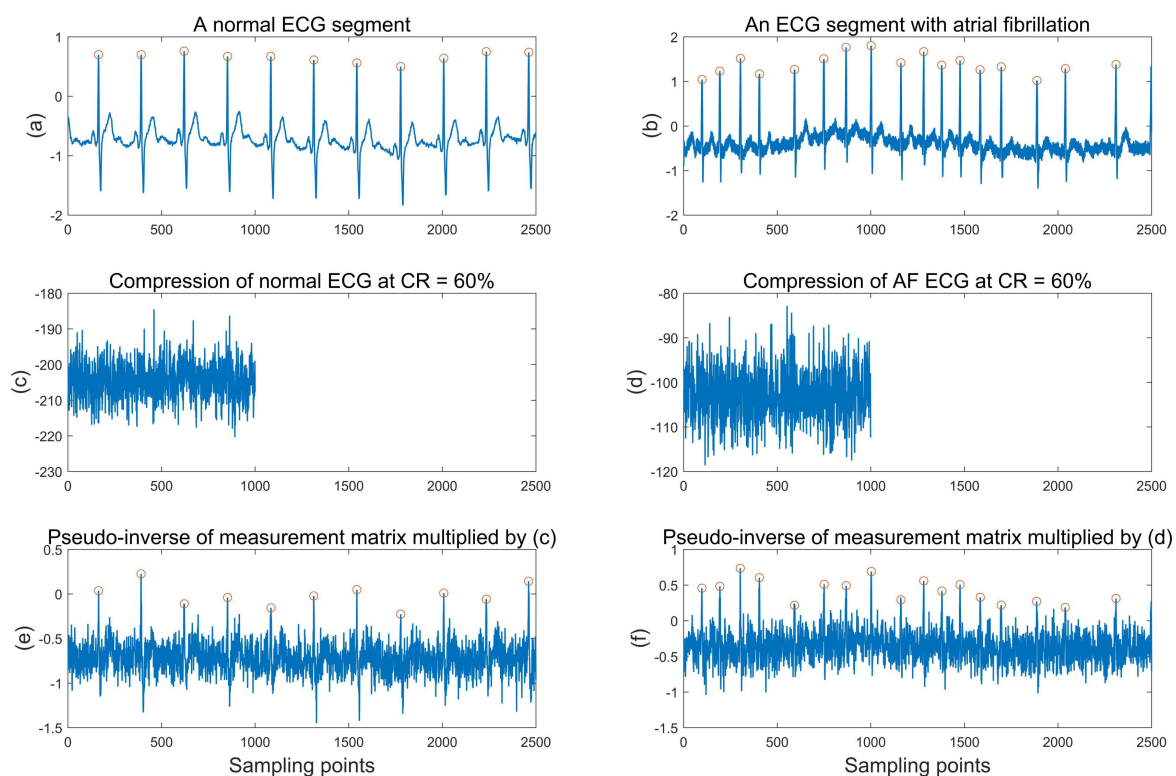 A normal ECG segment
(a)
1
0
-1
-2
0 500 1000 1500 2000 2500
An ECG segment with atrial fibrillation
(b)
2
1
0
-1
-2
0 500 1000 1500 2000 2500
Compression of normal ECG at CR = 60%
(c)
-180
-190
-200
-210
-220
-230
0 500 1000 1500 2000 2500
Compression of AF ECG at CR = 60%
(d)
-80
-90
-100
-110
-120
0 500 1000 1500 2000 2500
Pseudo-inverse of measurement matrix multiplied by (c)
(e)
0.5
0
-0.5
-1
-1.5
0 500 1000 1500 2000 2500
Sampling points
Pseudo-inverse of measurement matrix multiplied by (d)
(f)
1
0.5
0
-0.5
-1
-1.5
0 500 1000 1500 2000 2500
Sampling points